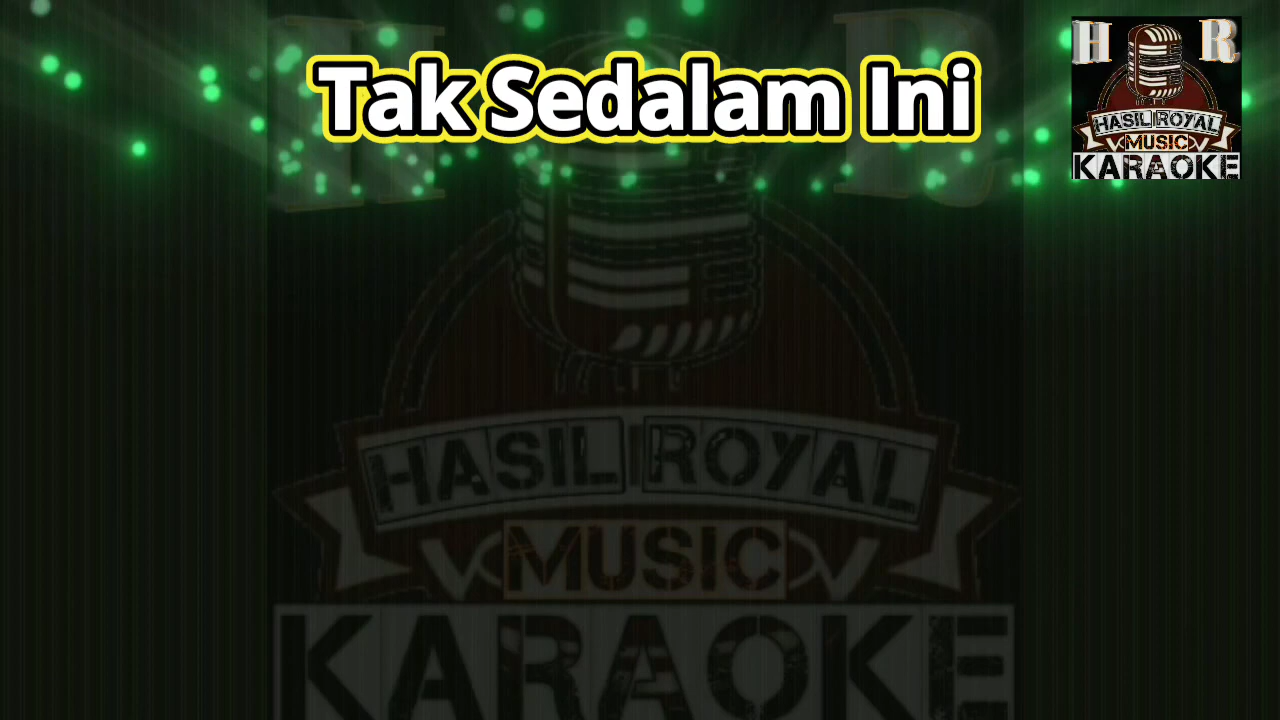 Tak Sedalam Ini
H R
HASIL ROYAL
MUSIC
KARAOKE
H R
HASIL ROYAL
MUSIC
KARAOKE